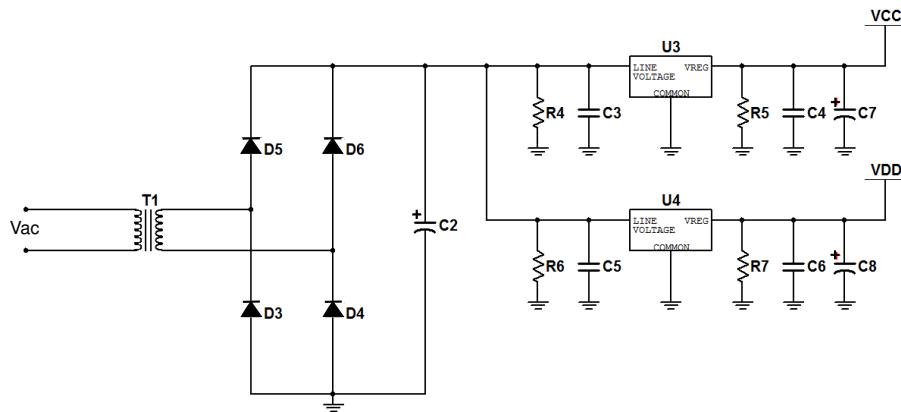 VCC
U3
LINE VREG
VOLTAGE
COMMON
R4
C3
R5
C4
+
C7
D5
D6
T1
Vac
VDD
U4
LINE VREG
VOLTAGE
COMMON
+
C2
R6
C5
R7
C6
+
C8
D3
D4